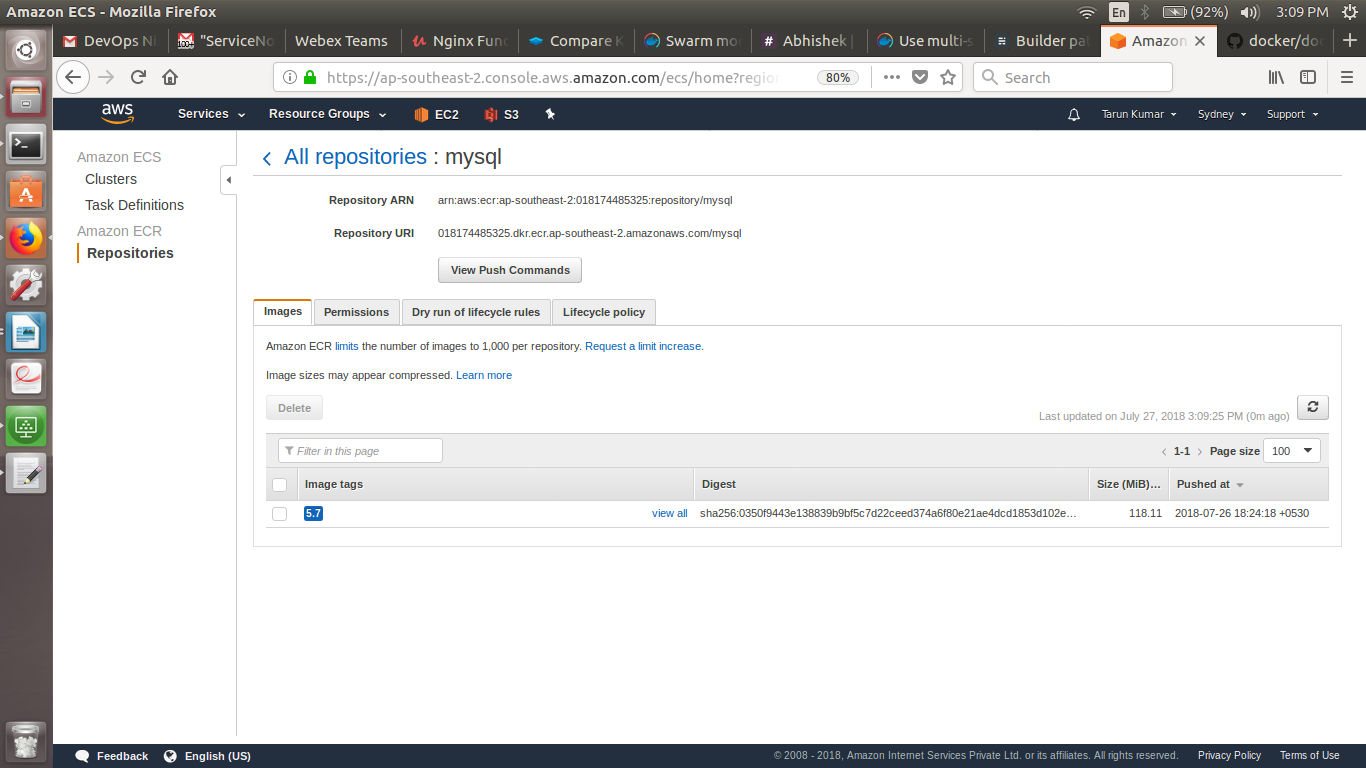 Amazon ECS - Mozilla Firefox
En
(92%)
3:09 PM
DevOps Ni
100+
"ServiceNo
Webex Teams
Nginx Fun
Compare K
Swarm mo
Abhishek |
Use multi-s
Builder pat
Amazon
docker/doc
https://ap-southeast-2.console.aws.amazon.com/ecs/home?region
80%
Search
aws
Services
Resource Groups
EC2
S3
Tarun Kumar
Sydney
Support
Amazon ECS
Clusters
Task Definitions
Amazon ECR
Repositories
All repositories : mysql
Repository ARN
arn:aws:ecr:ap-southeast-2:018174485325:repository/mysql
Repository URI
018174485325.dkr.ecr.ap-southeast-2.amazonaws.com/mysql
View Push Commands
Images
Permissions
Dry run of lifecycle rules
Lifecycle policy
Amazon ECR limits the number of images to 1,000 per repository. Request a limit increase.
Image sizes may appear compressed. Learn more
Delete
Last updated on July 27, 2018 3:09:25 PM (0m ago)
Filter in this page
1-1
Page size
100
Image tags
Digest
Size (MiB)...
Pushed at
5.7
view all
sha256:0350f9443e138839b9bf5c7d22ceed374a6f80e21ae4dcd1853d102e...
118.11
2018-07-26 18:24:18 +0530
Feedback
English (US)
© 2008 - 2018, Amazon Internet Services Private Ltd. or its affiliates. All rights reserved.
Privacy Policy
Terms of Use